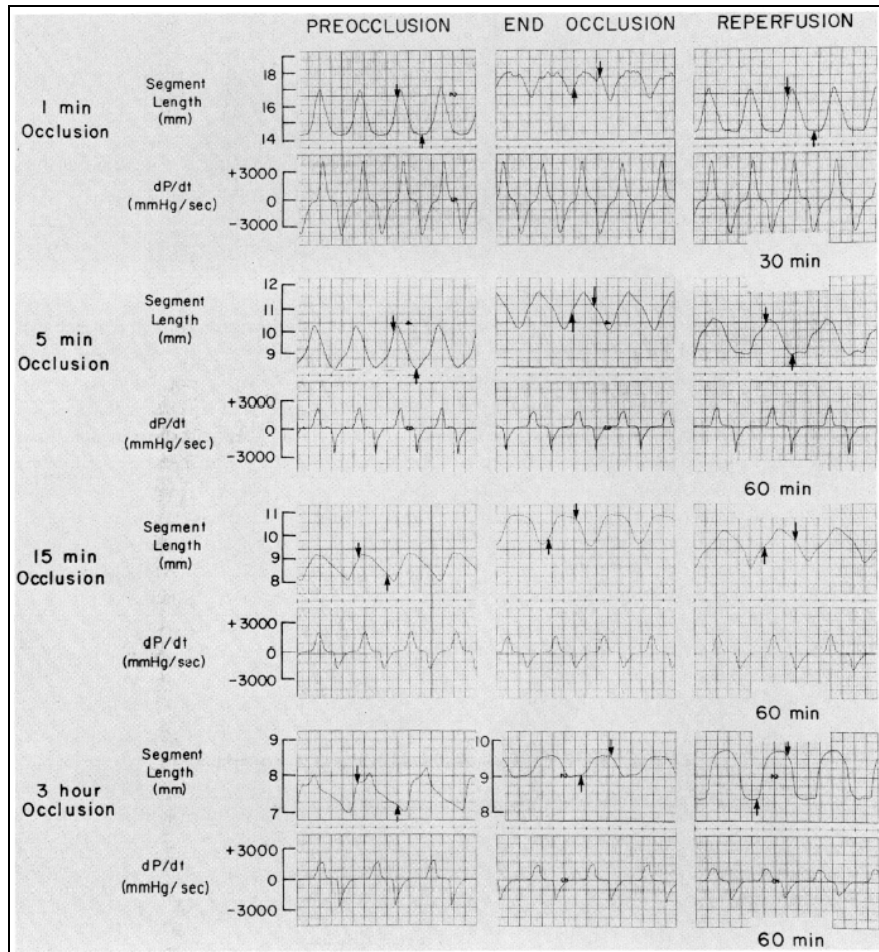 PREOCCLUSION END OCCLUSION REPERFUSION
1 min
Occlusion
Segment
Length
(mm)
18
16
14
dP/dt
(mmHg/sec)
+3000
0
-3000
30 min
5 min
Occlusion
Segment
Length
(mm)
12
11
10
9
dP/dt
(mmHg/sec)
+3000
0
-3000
60 min
15 min
Occlusion
Segment
Length
(mm)
11
10
9
8
dP/dt
(mmHg/sec)
+3000
0
-3000
60 min
3 hour
Occlusion
Segment
Length
(mm)
9
8
7
10
9
8
dP/dt
(mmHg/sec)
+3000
0
-3000
60 min